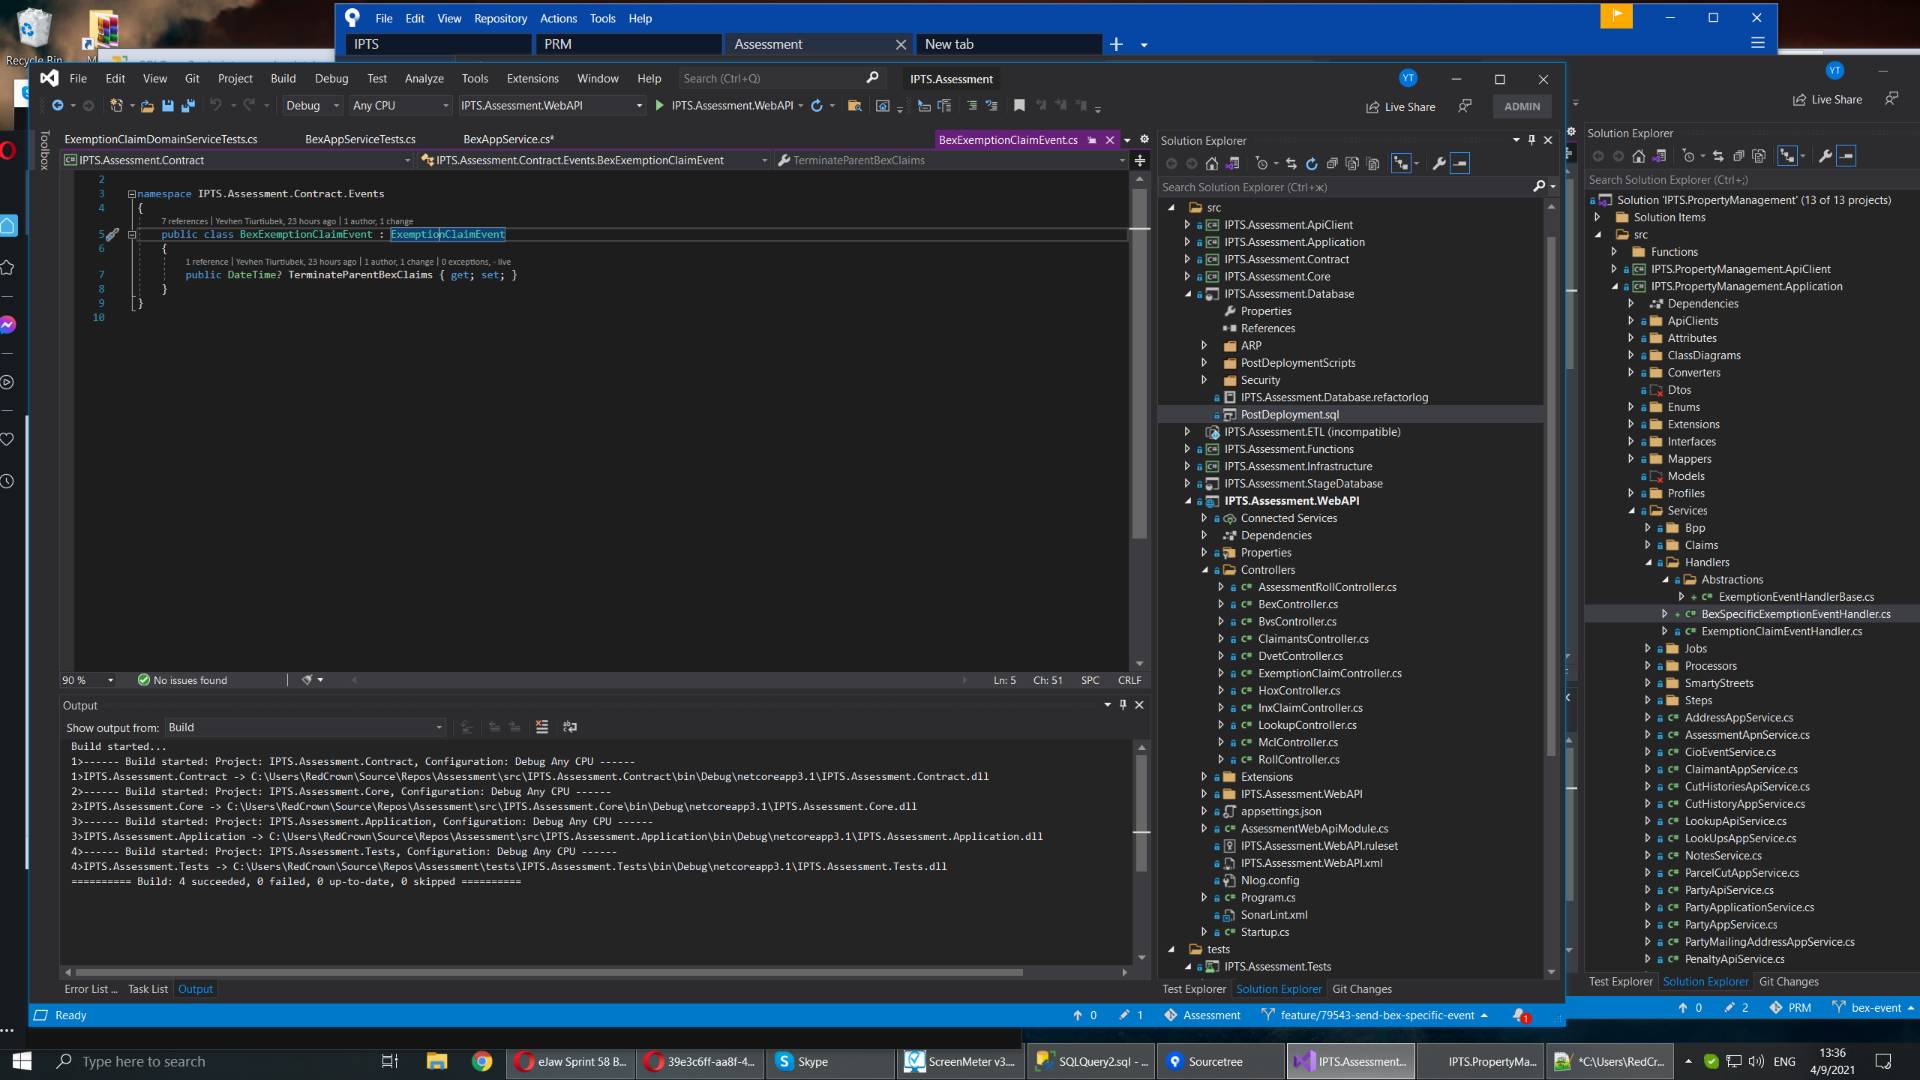 File Edit View Repository Actions Tools Help
IPTS PRM Assessment New tab
Recycle Bin
File Edit View Git Project Build Debug Test Analyze Tools Extensions Window Help Search (Ctrl+Q) IPTS.Assessment YT
Debug Any CPU IPTS.Assessment.WebAPI IPTS.Assessment.WebAPI Live Share ADMIN
Toolbox
ExemptionClaimDomainServiceTests.cs BexAppServiceTests.cs BexAppService.cs* BexExemptionClaimEvent.cs
IPTS.Assessment.Contract IPTS.Assessment.Contract.Events.BexExemptionClaimEvent TerminateParentBexClaims
2
3 namespace IPTS.Assessment.Contract.Events
4 {
7 references | Yevhen Tiurtiubek, 23 hours ago | 1 author, 1 change
5 public class BexExemptionClaimEvent : ExemptionClaimEvent
6 {
1 reference | Yevhen Tiurtiubek, 23 hours ago | 1 author, 1 change | 0 exceptions, - live
7 public DateTime? TerminateParentBexClaims { get; set; }
8 }
9 }
10
90 % No issues found Ln: 5 Ch: 51 SPC CRLF
Output
Show output from: Build
Build started...
1>------ Build started: Project: IPTS.Assessment.Contract, Configuration: Debug Any CPU ------
1>IPTS.Assessment.Contract -> C:\Users\RedCrown\Source\Repos\Assessment\src\IPTS.Assessment.Contract\bin\Debug\netcoreapp3.1\IPTS.Assessment.Contract.dll
2>------ Build started: Project: IPTS.Assessment.Core, Configuration: Debug Any CPU ------
2>IPTS.Assessment.Core -> C:\Users\RedCrown\Source\Repos\Assessment\src\IPTS.Assessment.Core\bin\Debug\netcoreapp3.1\IPTS.Assessment.Core.dll
3>------ Build started: Project: IPTS.Assessment.Application, Configuration: Debug Any CPU ------
3>IPTS.Assessment.Application -> C:\Users\RedCrown\Source\Repos\Assessment\src\IPTS.Assessment.Application\bin\Debug\netcoreapp3.1\IPTS.Assessment.Application.dll
4>------ Build started: Project: IPTS.Assessment.Tests, Configuration: Debug Any CPU ------
4>IPTS.Assessment.Tests -> C:\Users\RedCrown\Source\Repos\Assessment\tests\IPTS.Assessment.Tests\bin\Debug\netcoreapp3.1\IPTS.Assessment.Tests.dll
========== Build: 4 succeeded, 0 failed, 0 up-to-date, 0 skipped ==========
Error List ... Task List Output
Solution Explorer
Search Solution Explorer (Ctrl+ж)
src
IPTS.Assessment.ApiClient
IPTS.Assessment.Application
IPTS.Assessment.Contract
IPTS.Assessment.Core
IPTS.Assessment.Database
Properties
References
ARP
PostDeploymentScripts
Security
IPTS.Assessment.Database.refactorlog
PostDeployment.sql
IPTS.Assessment.ETL (incompatible)
IPTS.Assessment.Functions
IPTS.Assessment.Infrastructure
IPTS.Assessment.StageDatabase
IPTS.Assessment.WebAPI
Connected Services
Dependencies
Properties
Controllers
AssessmentRollController.cs
BexController.cs
BvsController.cs
ClaimantsController.cs
DvetController.cs
ExemptionClaimController.cs
HoxController.cs
InxClaimController.cs
LookupController.cs
MclController.cs
RollController.cs
Extensions
IPTS.Assessment.WebAPI
appsettings.json
AssessmentWebApiModule.cs
IPTS.Assessment.WebAPI.ruleset
IPTS.Assessment.WebAPI.xml
Nlog.config
Program.cs
SonarLint.xml
Startup.cs
tests
IPTS.Assessment.Tests
Test Explorer Solution Explorer Git Changes
Ready 0 1 Assessment feature/79543-send-bex-specific-event 1
YT
Live Share
Solution Explorer
Search Solution Explorer (Ctrl+;)
Solution 'IPTS.PropertyManagement' (13 of 13 projects)
Solution Items
src
Functions
IPTS.PropertyManagement.ApiClient
IPTS.PropertyManagement.Application
Dependencies
ApiClients
Attributes
ClassDiagrams
Converters
Dtos
Enums
Extensions
Interfaces
Mappers
Models
Profiles
Services
Bpp
Claims
Handlers
Abstractions
ExemptionEventHandlerBase.cs
BexSpecificExemptionEventHandler.cs
ExemptionClaimEventHandler.cs
Jobs
Processors
SmartyStreets
Steps
AddressAppService.cs
AssessmentApnService.cs
CioEventService.cs
ClaimantAppService.cs
CutHistoriesApiService.cs
CutHistoryAppService.cs
LookupApiService.cs
LookUpsAppService.cs
NotesService.cs
ParcelCutAppService.cs
PartyApiService.cs
PartyApplicationService.cs
PartyAppService.cs
PartyMailingAddressAppService.cs
PenaltyApiService.cs
Test Explorer Solution Explorer Git Changes
0 2 PRM bex-event
Type here to search eJaw Sprint 58 B... 39e3c6ff-aa8f-4... Skype ScreenMeter v3.... SQLQuery2.sql - ... Sourcetree IPTS.Assessment... IPTS.PropertyMa... *C:\Users\RedCr... ENG 13:36
4/9/2021